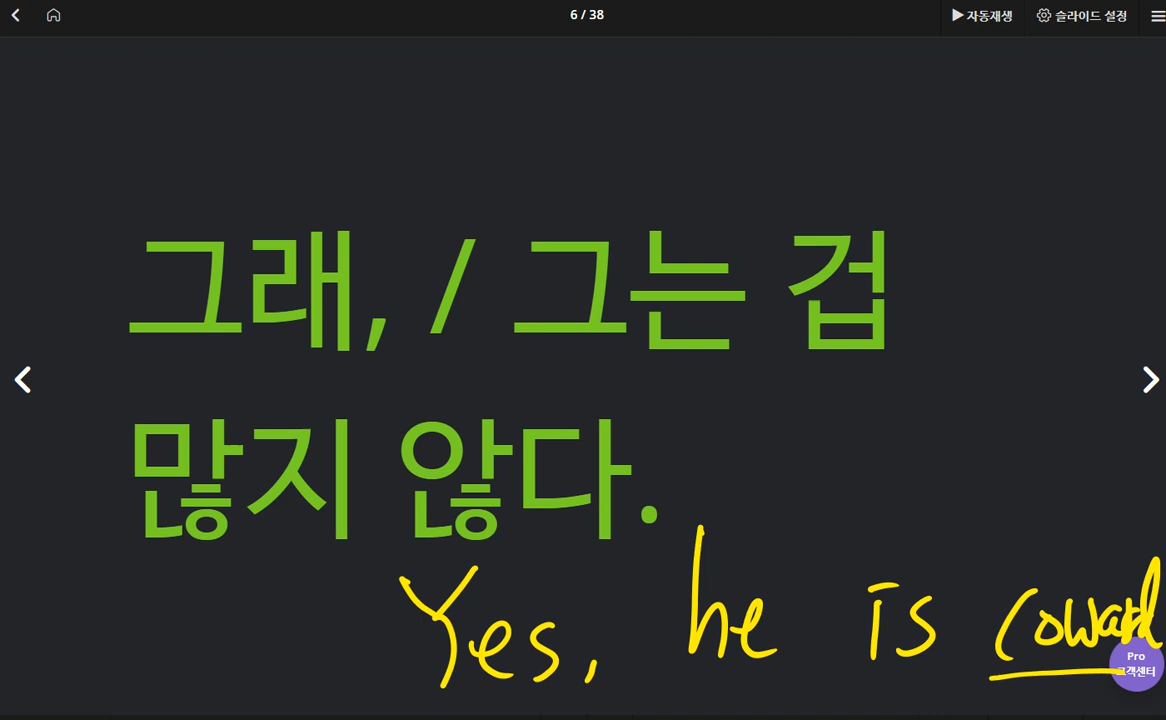 6 / 38
▶자동재생
슬라이드 설정
그래, / 그는 겁
많지 않다.
Yes, he is coward
Pro
고객센터